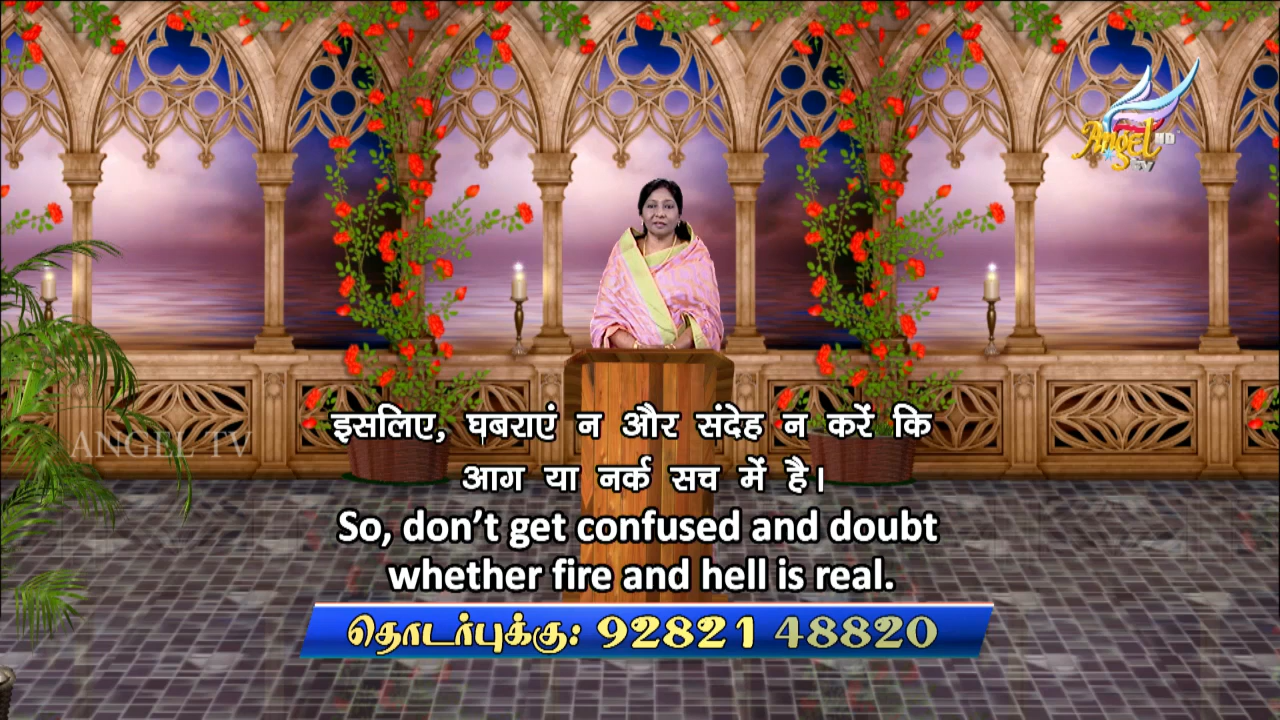 Angel HD
TV
ANGEL TV
इसलिए, घबराएं न और संदेह न करें कि
आग या नर्क सच में है।
So, don't get confused and doubt
whether fire and hell is real.
தொடர்புக்கு: 92821 48820